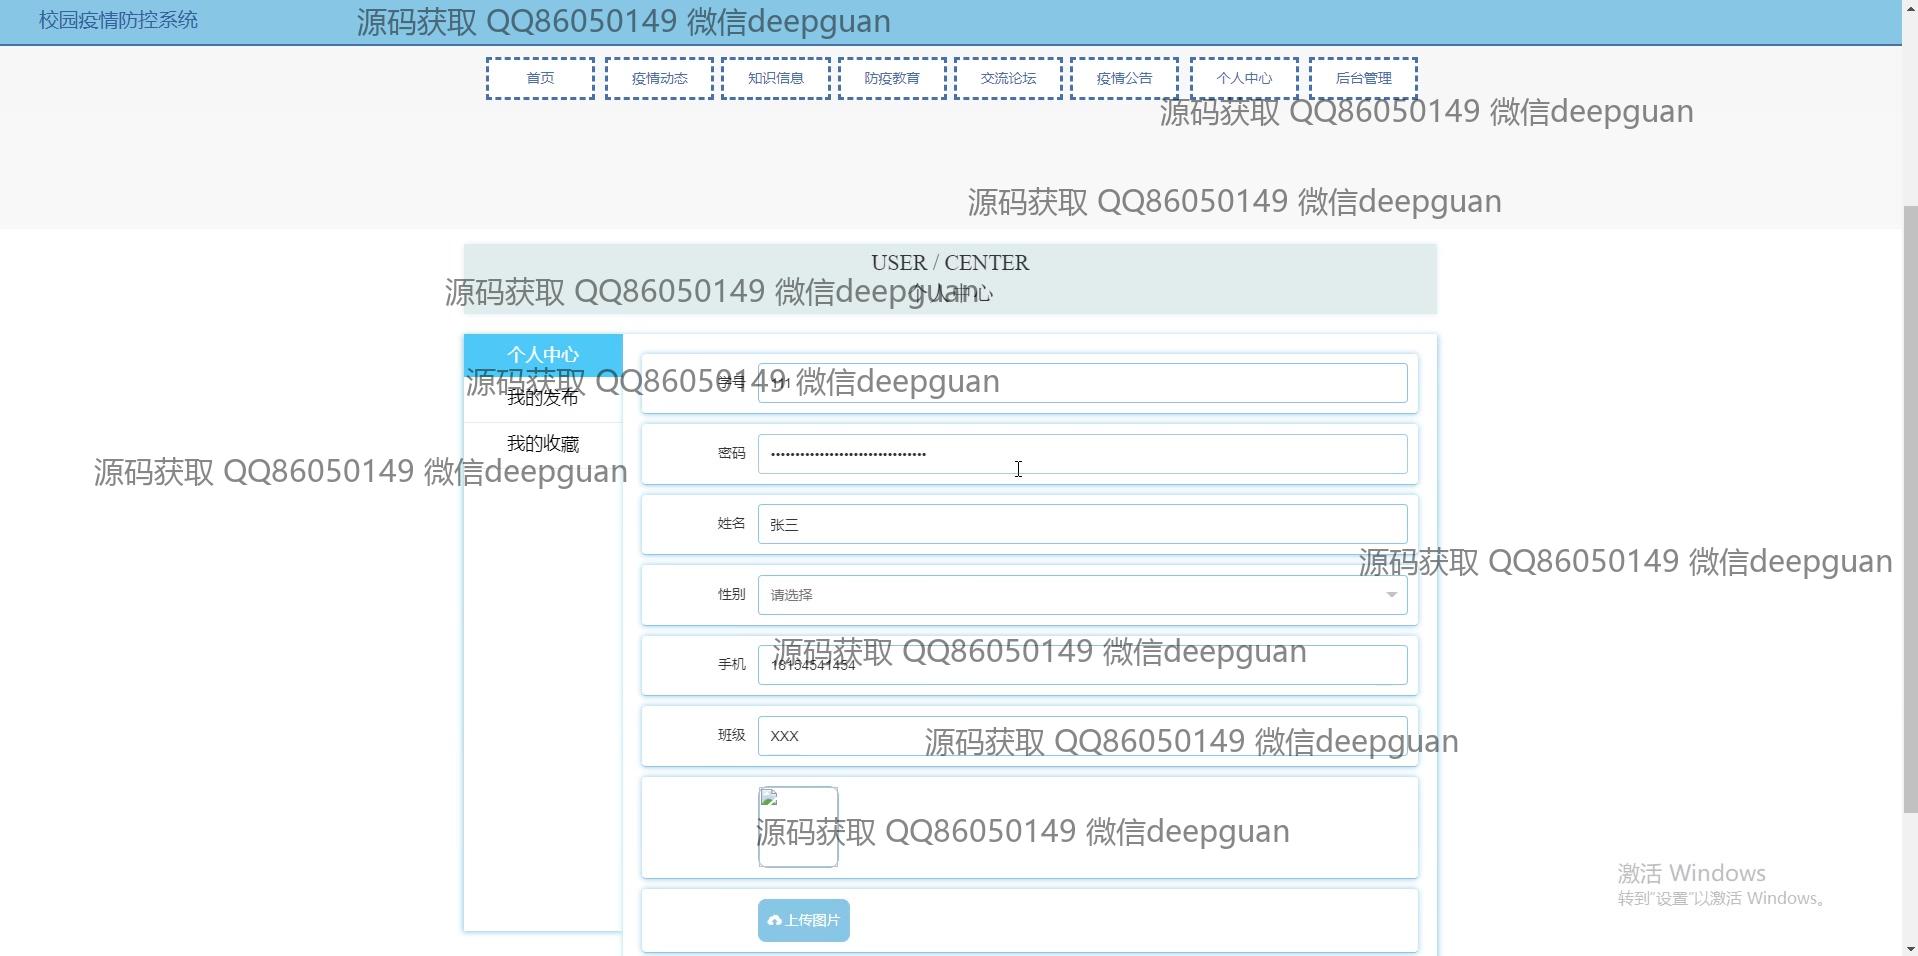 校园疫情防控系统
源码获取 QQ86050149 微信deepguan
首页 疫情动态 知识信息 防疫教育 交流论坛 疫情公告 个人中心 后台管理
源码获取 QQ86050149 微信deepguan
源码获取 QQ86050149 微信deepguan
USER / CENTER
源码获取 QQ86050149 微信deepguan
个人中心
个人中心
源码获取 QQ86050149 微信deepguan
学号
我的发布
我的收藏
源码获取 QQ86050149 微信deepguan
密码 ••••••••••••••••••••••••••••••••
姓名 张三
源码获取 QQ86050149 微信deepguan
性别 请选择
源码获取 QQ86050149 微信deepguan
手机
班级 XXX
源码获取 QQ86050149 微信deepguan
源码获取 QQ86050149 微信deepguan
激活 Windows
转到"设置"以激活 Windows。
上传图片